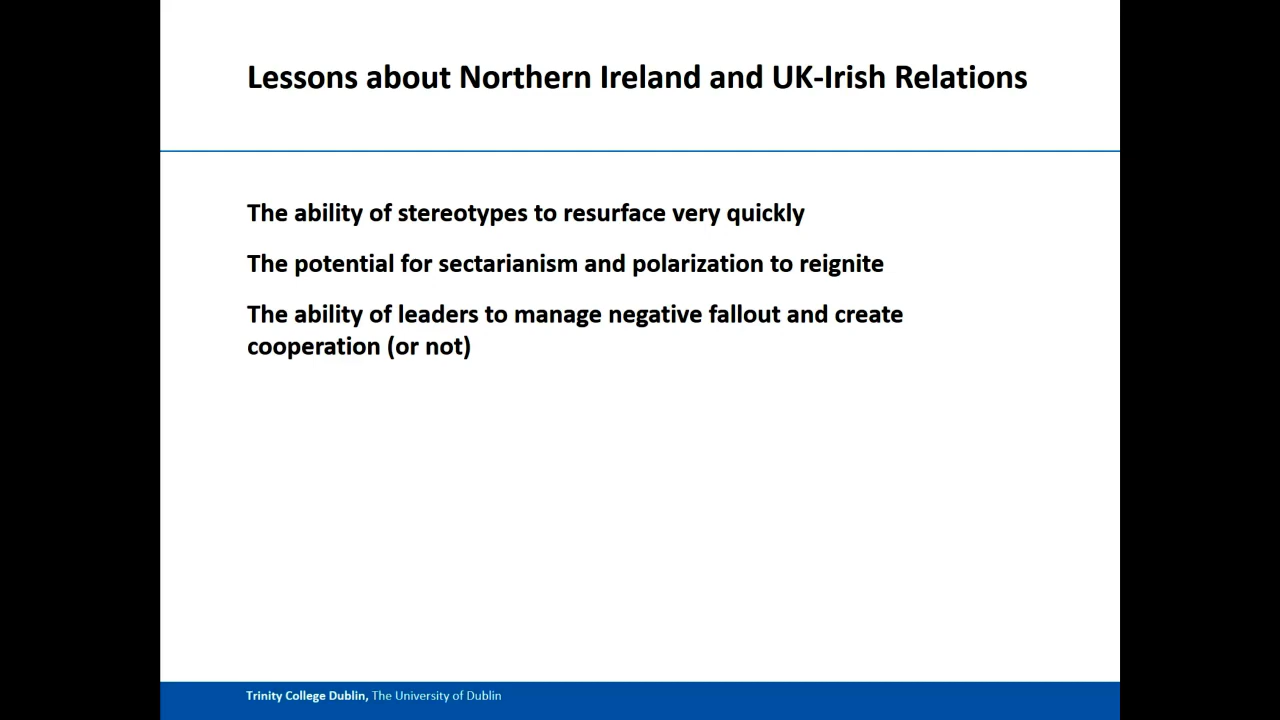 Lessons about Northern Ireland and UK-Irish Relations
The ability of stereotypes to resurface very quickly
The potential for sectarianism and polarization to reignite
The ability of leaders to manage negative fallout and create
cooperation (or not)
Trinity College Dublin, The University of Dublin